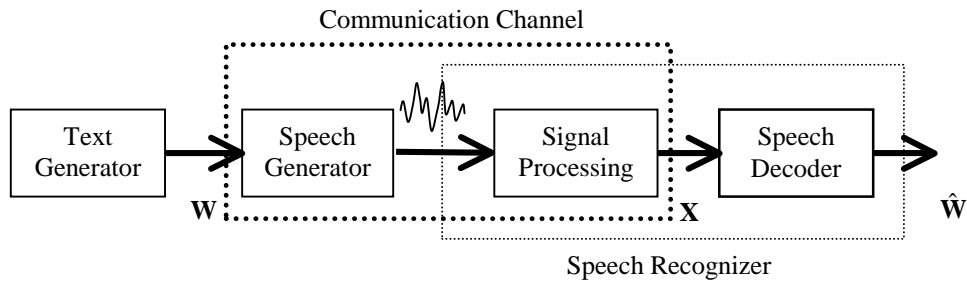 Communication Channel
Text
Generator
Speech
Generator
Signal
Processing
Speech
Decoder
W
X
Ŵ
Speech Recognizer